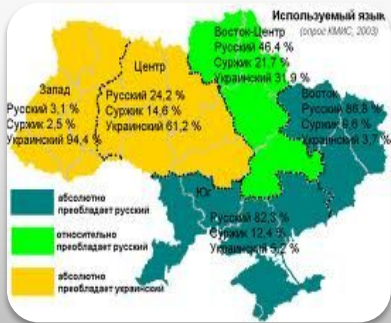 Используемый язык
(опрос КМИС, 2003)
Восток-Центр
Русский 46,4 %
Суржик 21,7 %
Украинский 31,9 %
Запад
Русский 3,1 %
Суржик 2,5 %
Украинский 94,4 %
Центр
Русский 24,2 %
Суржик 14,6 %
Украинский 61,2 %
Восток
Русский 86,8 %
Суржик 9,6 %
Украинский 3,7 %
Юг
Русский 82,3 %
Суржик 12,4 %
Украинский 5,2 %
абсолютно
преобладает русский
относительно
преобладает русский
абсолютно
преобладает украинский